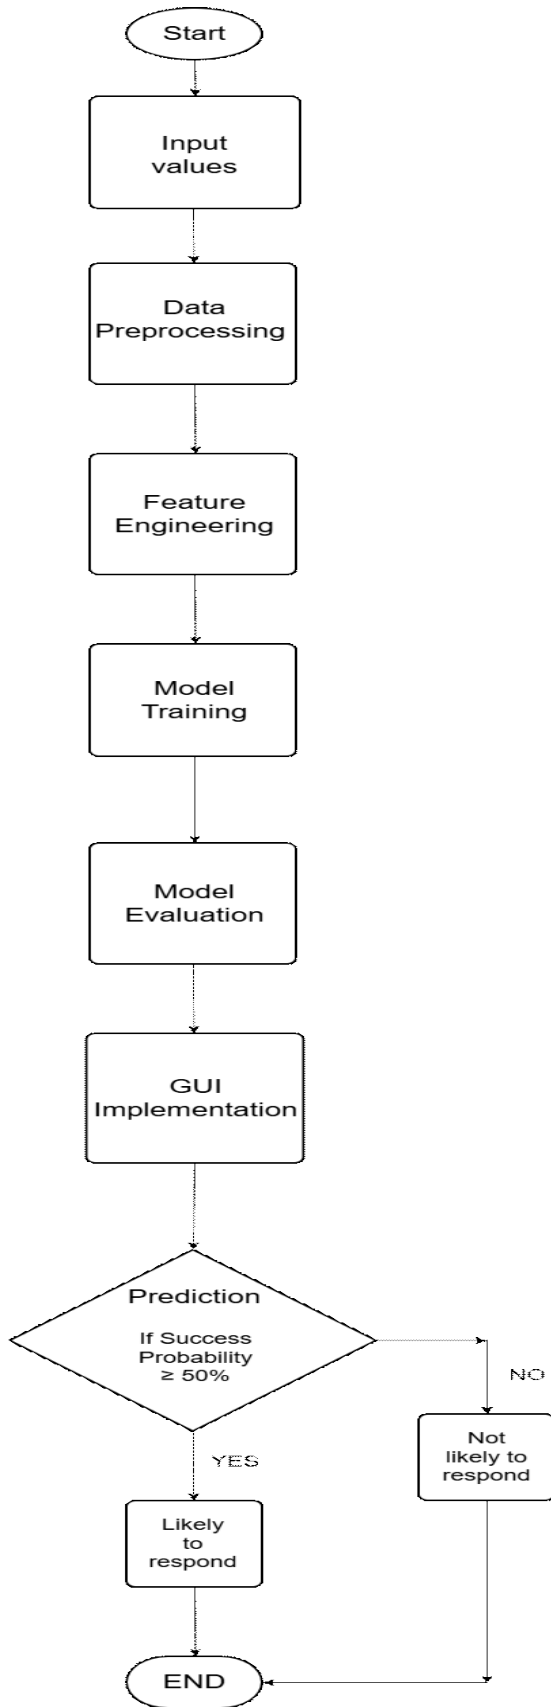 Start
Input
values
Data
Preprocessing
Feature
Engineering
Model
Training
Model
Evaluation
GUI
Implementation
Prediction
If Success
Probability
≥ 50%
NO
Not
likely to
respond
YES
Likely
to
respond
END